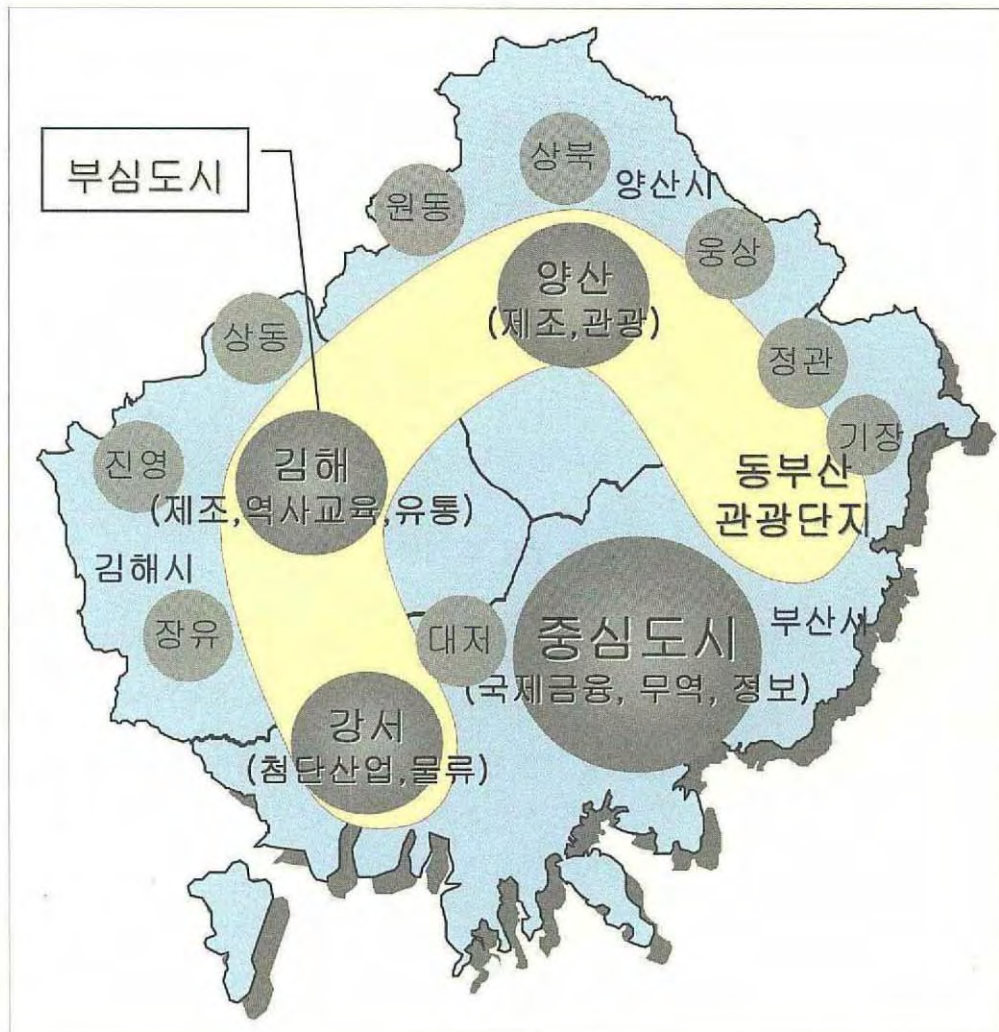 상북
부심도시
양산시
원동
웅상
양산
(제조,관광)
상동
정관
기장
진영
김해
(제조,역사교육,유통)
동부산
관광단지
김해시
장유
대저
중심도시
(국제금융, 무역, 정보)
부산시
강서
(첨단산업,물류)